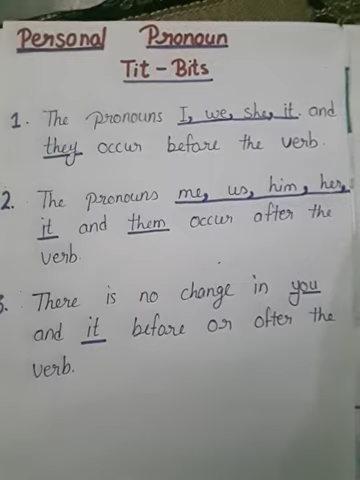 Personal Pronoun
Tit-Bits
1. The pronouns I, we, she, it and
they occur before the verb.
2. The pronouns me, us, him, her,
it and them occur after the
verb
3. There is no change in you
and it before or after the
verb.